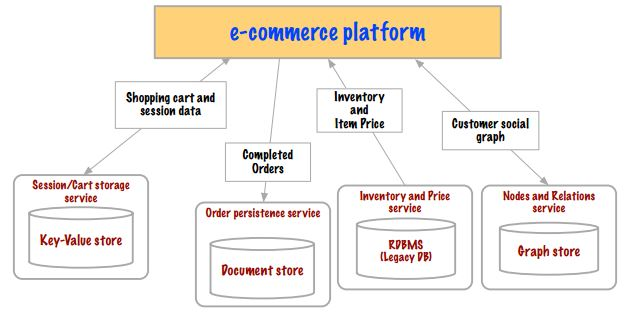 e-commerce platform
Shopping cart and
session data
Completed
Orders
Inventory
and
Item Price
Customer social
graph
Session/Cart storage
service
Key-Value store
Order persistence service
Document store
Inventory and Price
service
RDBMS
(Legacy DB)
Nodes and Relations
service
Graph store